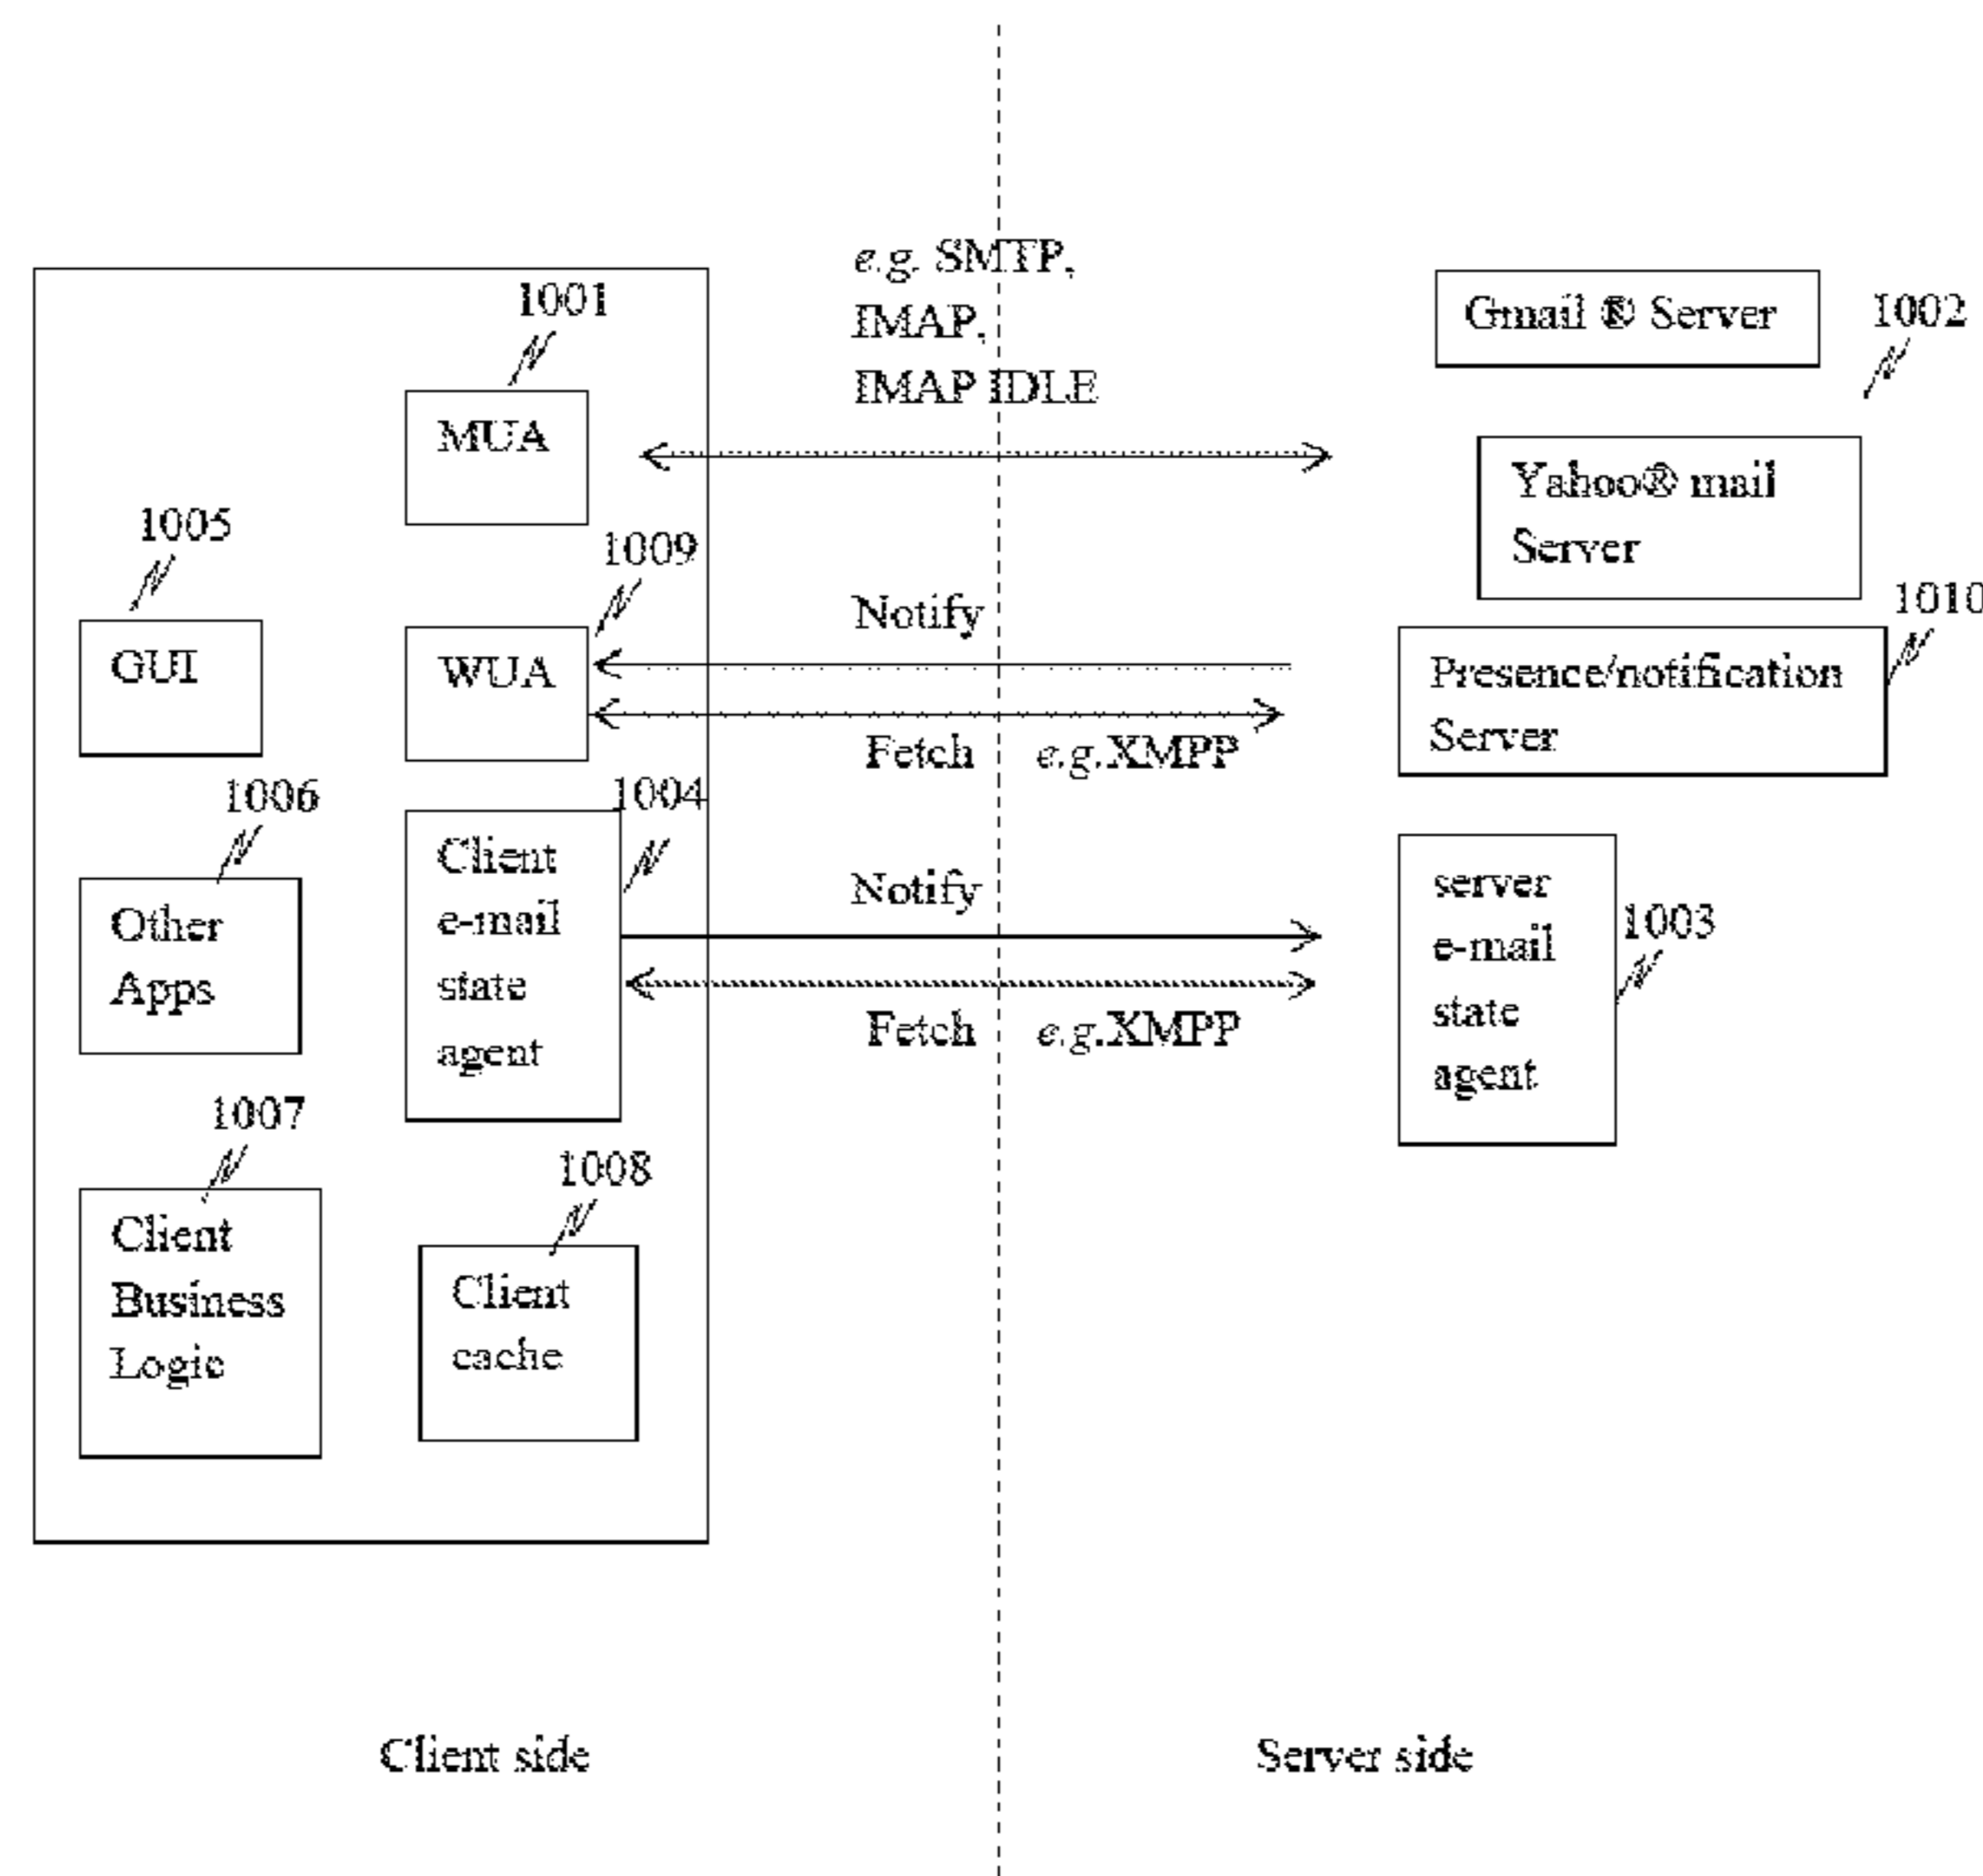 e.g. SMTP,
IMAP,
IMAP IDLE
1001
MUA
1005
GUI
1009
WUA
1006
Other
Apps
1004
Client
e-mail
state
agent
1007
Client
Business
Logic
1008
Client
cache
Notify
Fetch e.g.XMPP
Notify
Fetch e.g.XMPP
Gmail ® Server
1002
Yahoo® mail
Server
1010
Presence/notification
Server
server
e-mail
state
agent
1003
Client side
Server side